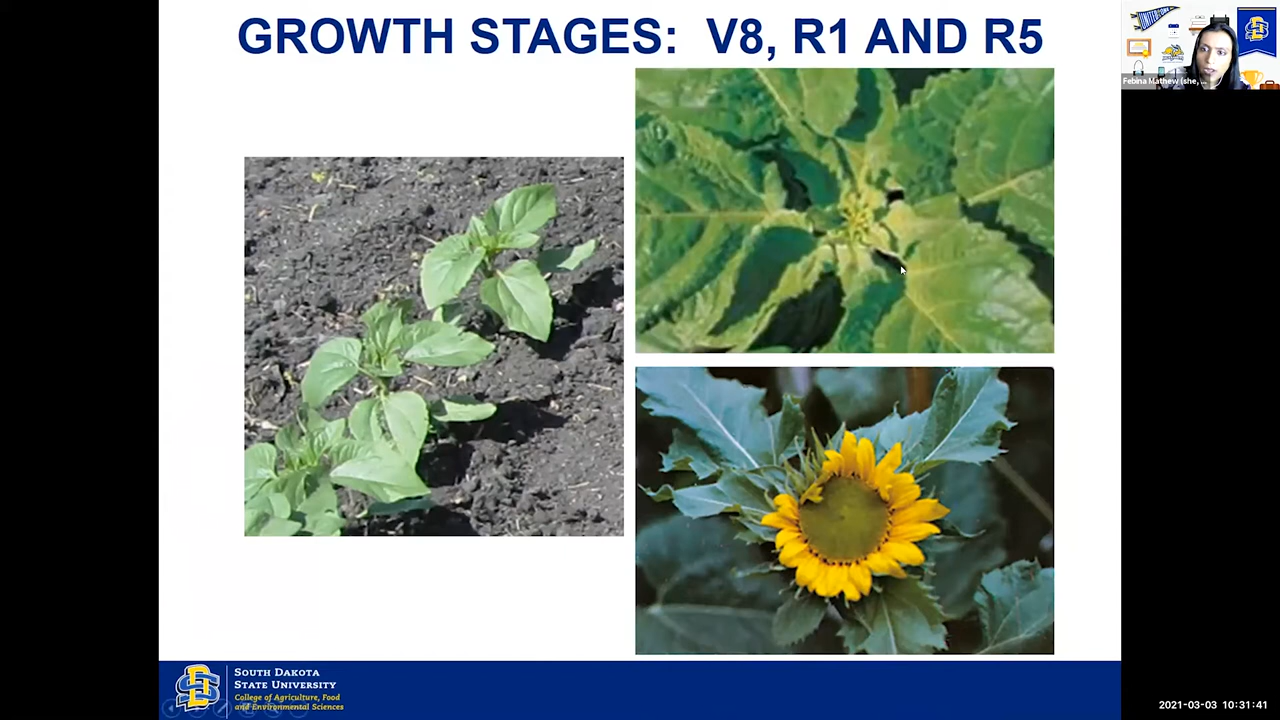 GROWTH STAGES: V8, R1 AND R5
Febina Mathew (she,
SOUTH DAKOTA
STATE UNIVERSITY
College of Agriculture, Food
and Environmental Sciences
2021-03-03 10:31:41